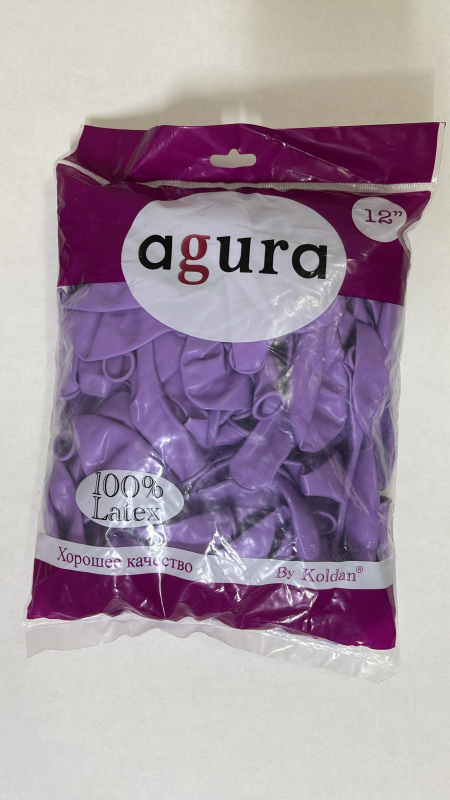 12”
agura
100%
Latex
Хорошее качество
By Koldan®